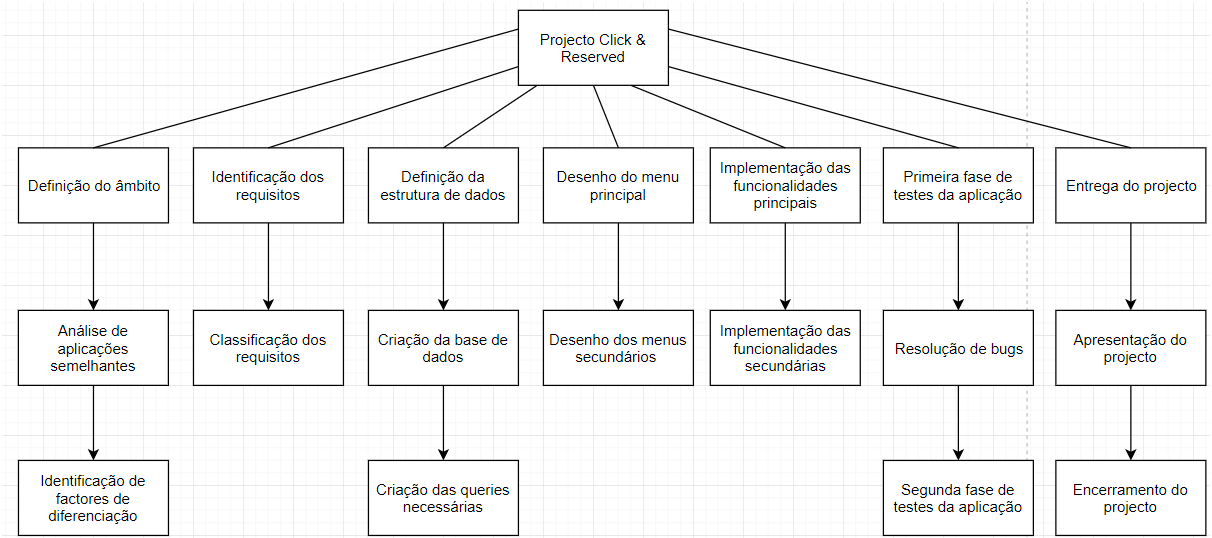 Projecto Click &
Reserved
Definição do âmbito
Identificação dos
requisitos
Definição da
estrutura de dados
Desenho do menu
principal
Implementação das
funcionalidades
principais
Primeira fase de
testes da aplicação
Entrega do projecto
Análise de
aplicações
semelhantes
Classificação dos
requisitos
Criação da base de
dados
Desenho dos menus
secundários
Implementação das
funcionalidades
secundárias
Resolução de bugs
Apresentação do
projecto
Identificação de
factores de
diferenciação
Criação das queries
necessárias
Segunda fase de
testes da aplicação
Encerramento do
projecto